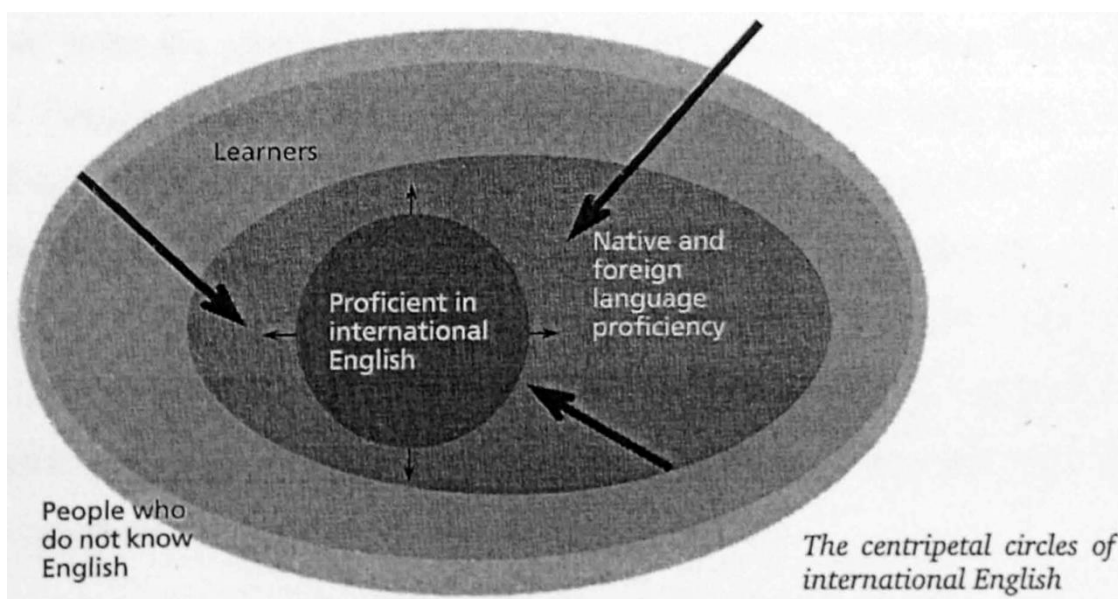 Learners
Native and
foreign
language
proficiency
Proficient in
international
English
People who
do not know
English
The centripetal circles of
international English